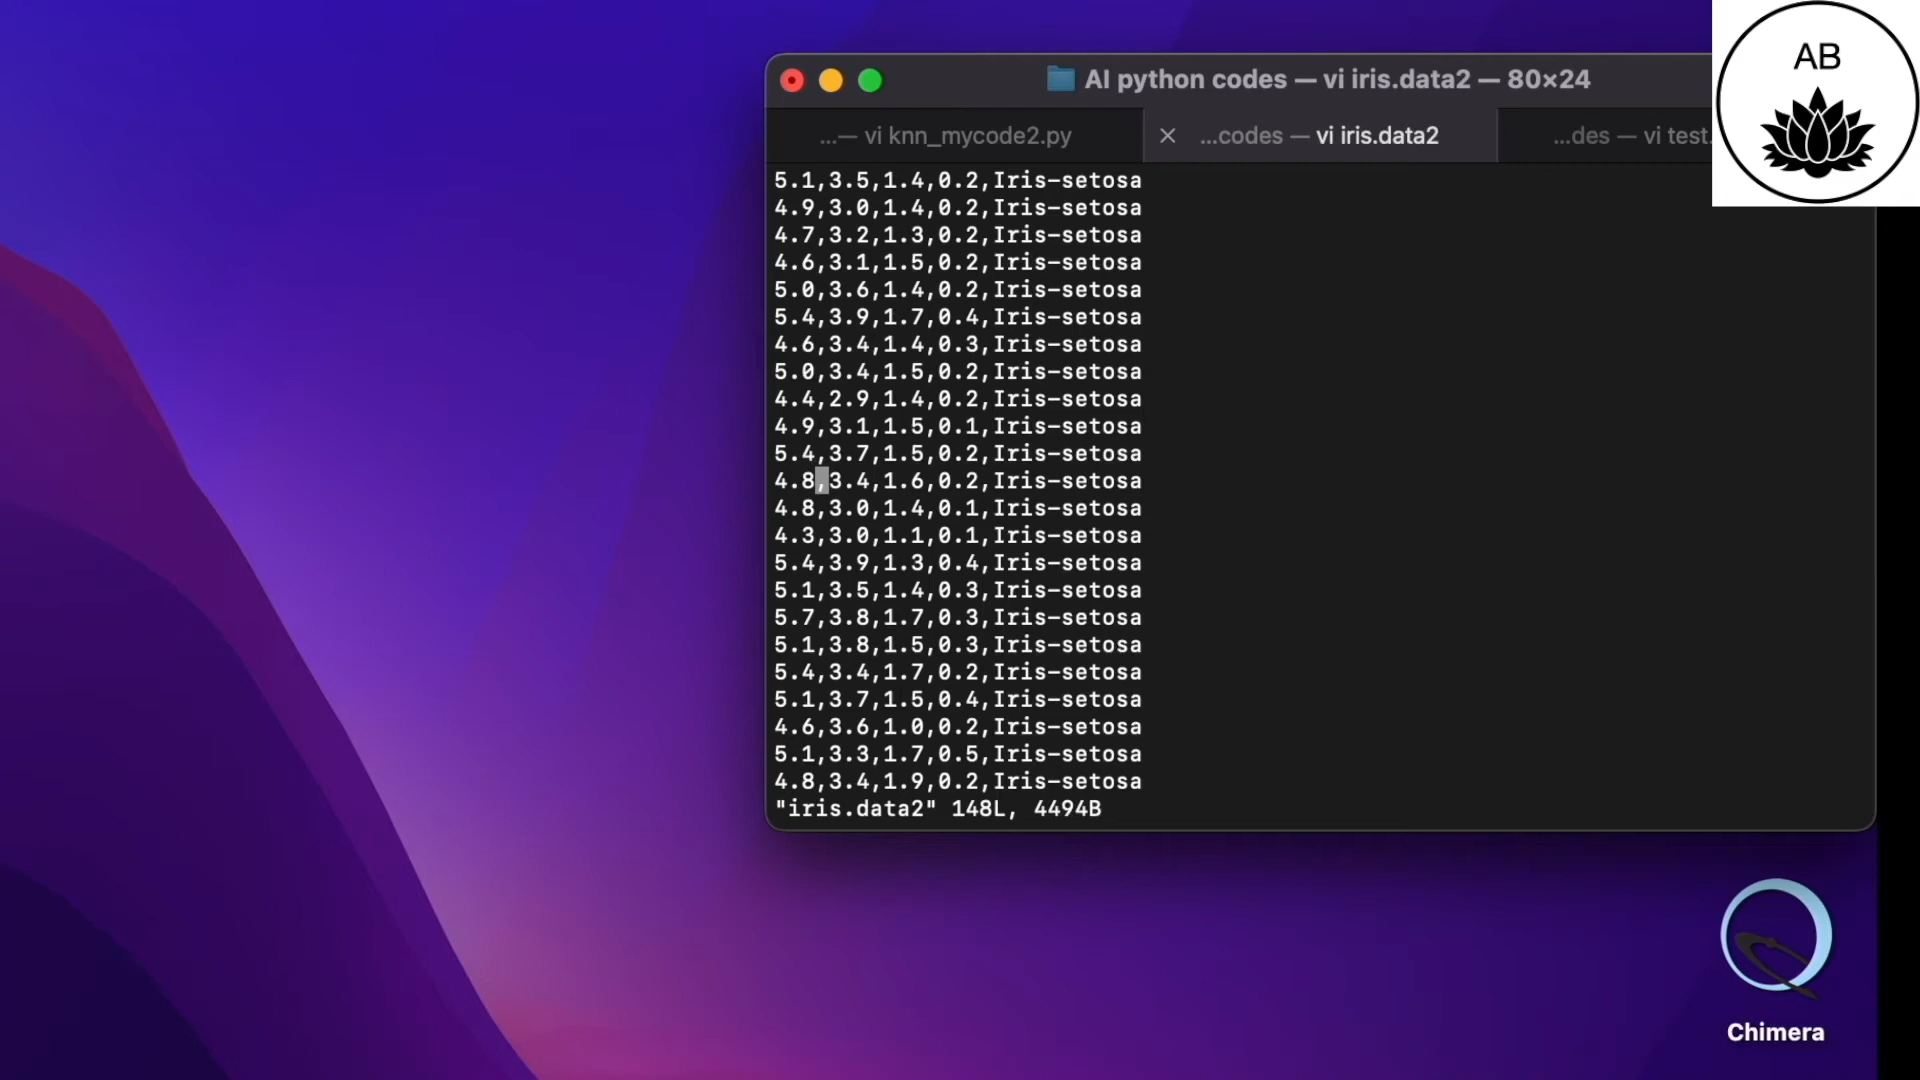 AB
AI python codes — vi iris.data2 — 80×24
...— vi knn_mycode2.py
...codes — vi iris.data2
...des — vi test.
5.1,3.5,1.4,0.2,Iris-setosa
4.9,3.0,1.4,0.2,Iris-setosa
4.7,3.2,1.3,0.2,Iris-setosa
4.6,3.1,1.5,0.2,Iris-setosa
5.0,3.6,1.4,0.2,Iris-setosa
5.4,3.9,1.7,0.4,Iris-setosa
4.6,3.4,1.4,0.3,Iris-setosa
5.0,3.4,1.5,0.2,Iris-setosa
4.4,2.9,1.4,0.2,Iris-setosa
4.9,3.1,1.5,0.1,Iris-setosa
5.4,3.7,1.5,0.2,Iris-setosa
4.8,3.4,1.6,0.2,Iris-setosa
4.8,3.0,1.4,0.1,Iris-setosa
4.3,3.0,1.1,0.1,Iris-setosa
5.4,3.9,1.3,0.4,Iris-setosa
5.1,3.5,1.4,0.3,Iris-setosa
5.7,3.8,1.7,0.3,Iris-setosa
5.1,3.8,1.5,0.3,Iris-setosa
5.4,3.4,1.7,0.2,Iris-setosa
5.1,3.7,1.5,0.4,Iris-setosa
4.6,3.6,1.0,0.2,Iris-setosa
5.1,3.3,1.7,0.5,Iris-setosa
4.8,3.4,1.9,0.2,Iris-setosa
"iris.data2" 148L, 4494B
Chimera